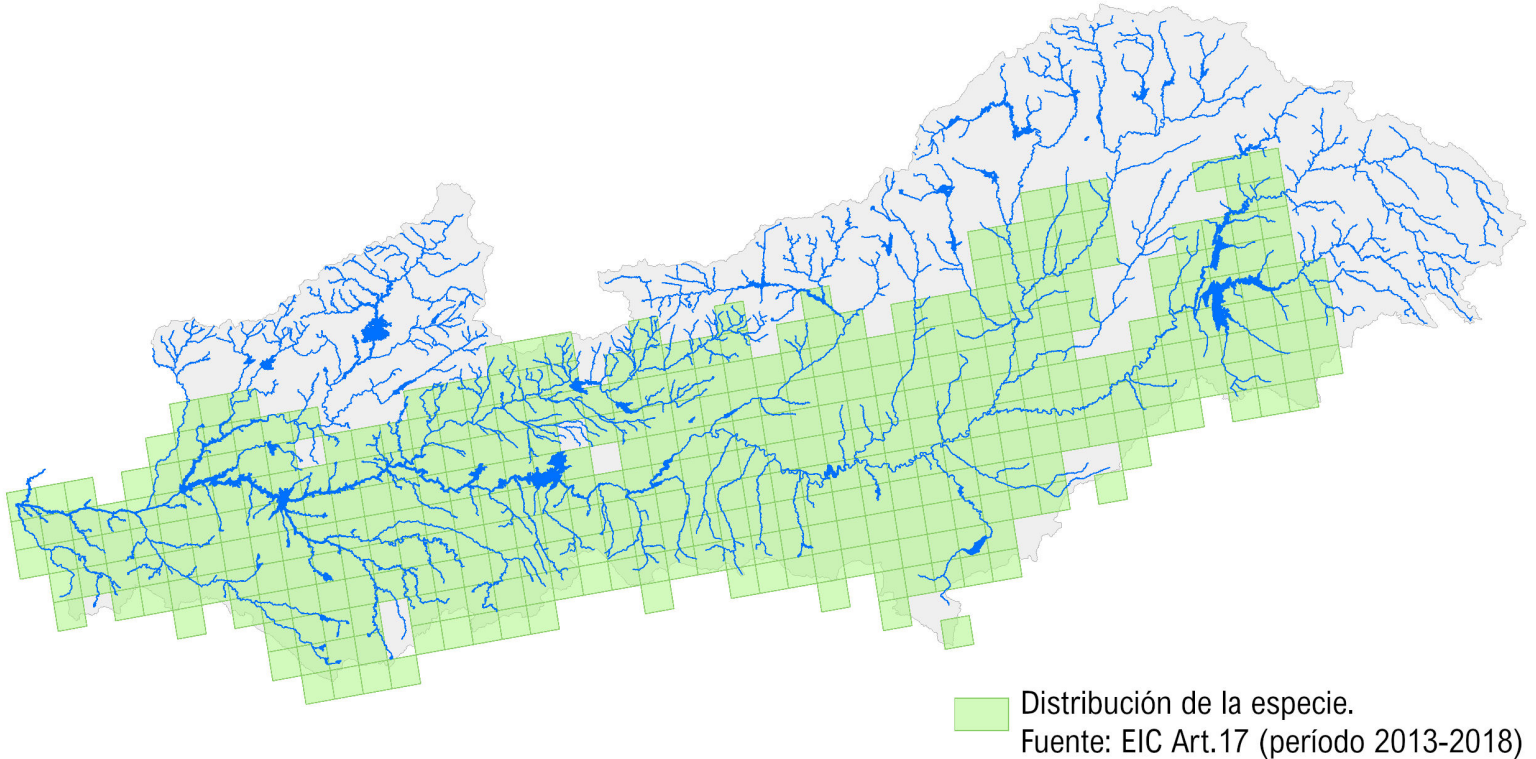 Distribución de la especie.
Fuente: EIC Art.17 (período 2013-2018)